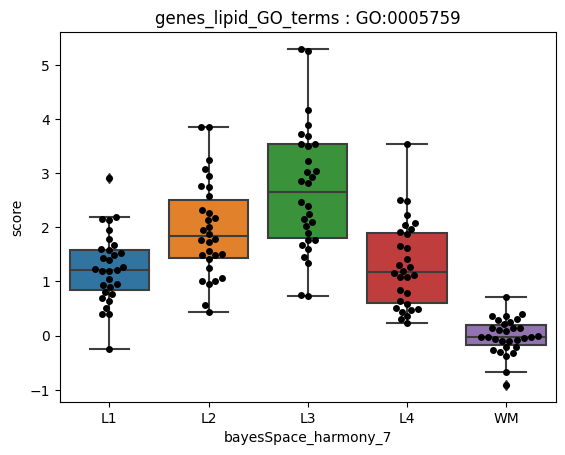 genes_lipid_GO_terms : GO:0005759
score
5
4
3
2
1
0
−1
L1 L2 L3 L4 WM
bayesSpace_harmony_7